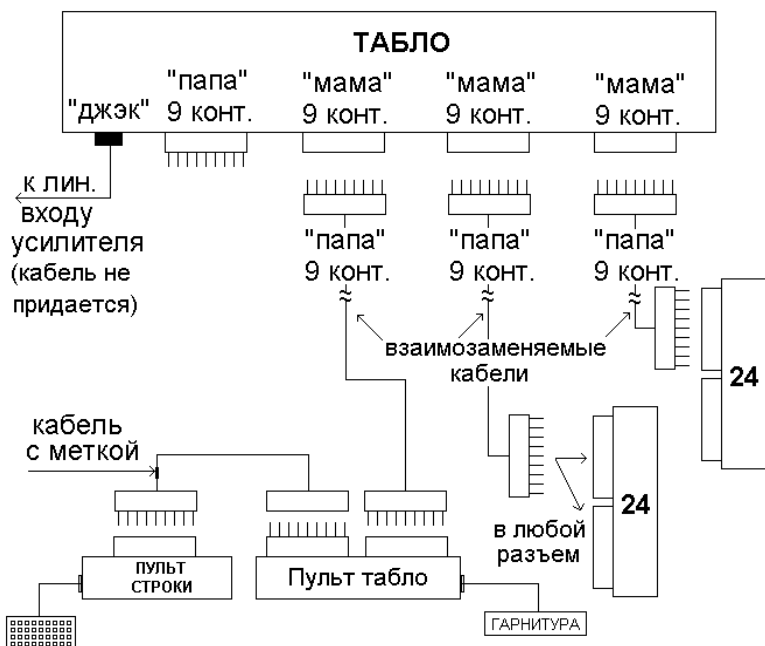 ТАБЛО
"джэк"
"папа"
9 конт.
"мама"
9 конт.
"мама"
9 конт.
"мама"
9 конт.
к лин.
входу
усилителя
(кабель не
придается)
"папа"
9 конт.
"папа"
9 конт.
"папа"
9 конт.
взаимозаменяемые
кабели
24
кабель
с меткой
24
в любой
разъем
ПУЛЬТ
СТРОКИ
Пульт табло
ГАРНИТУРА